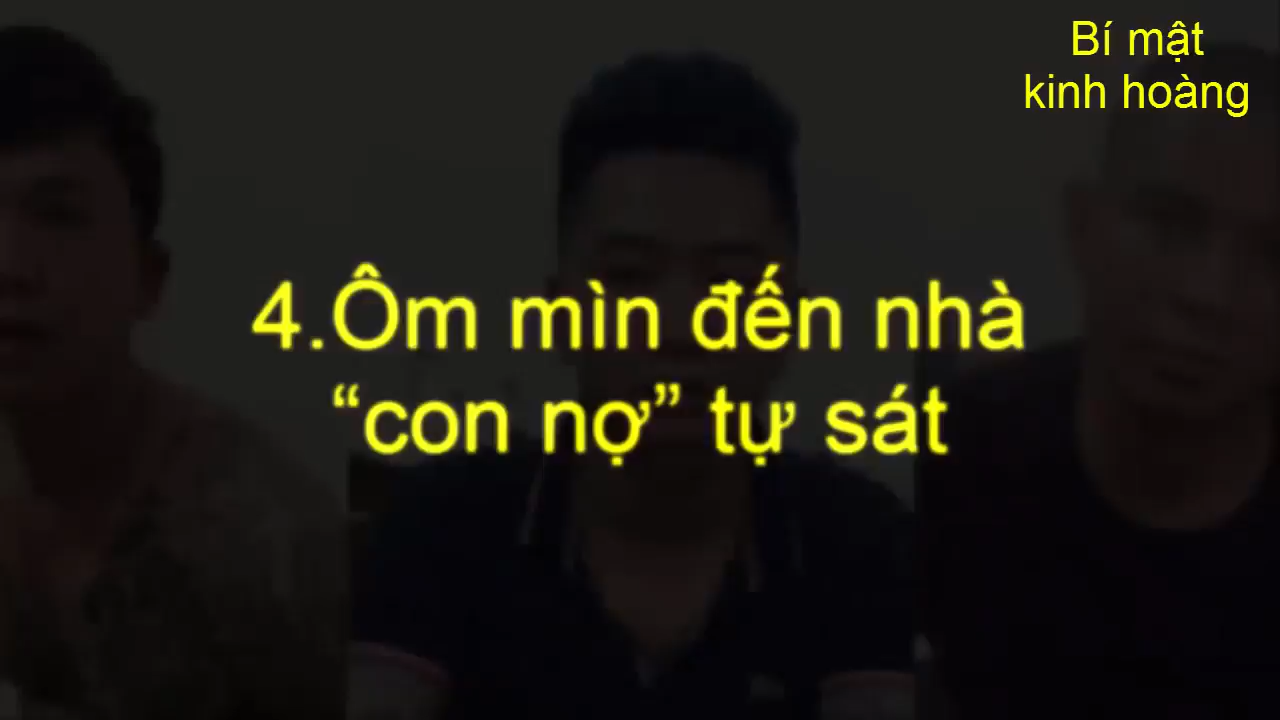 Bí mật
kinh hoàng
4.Ôm mìn đến nhà
“con nợ” tự sát